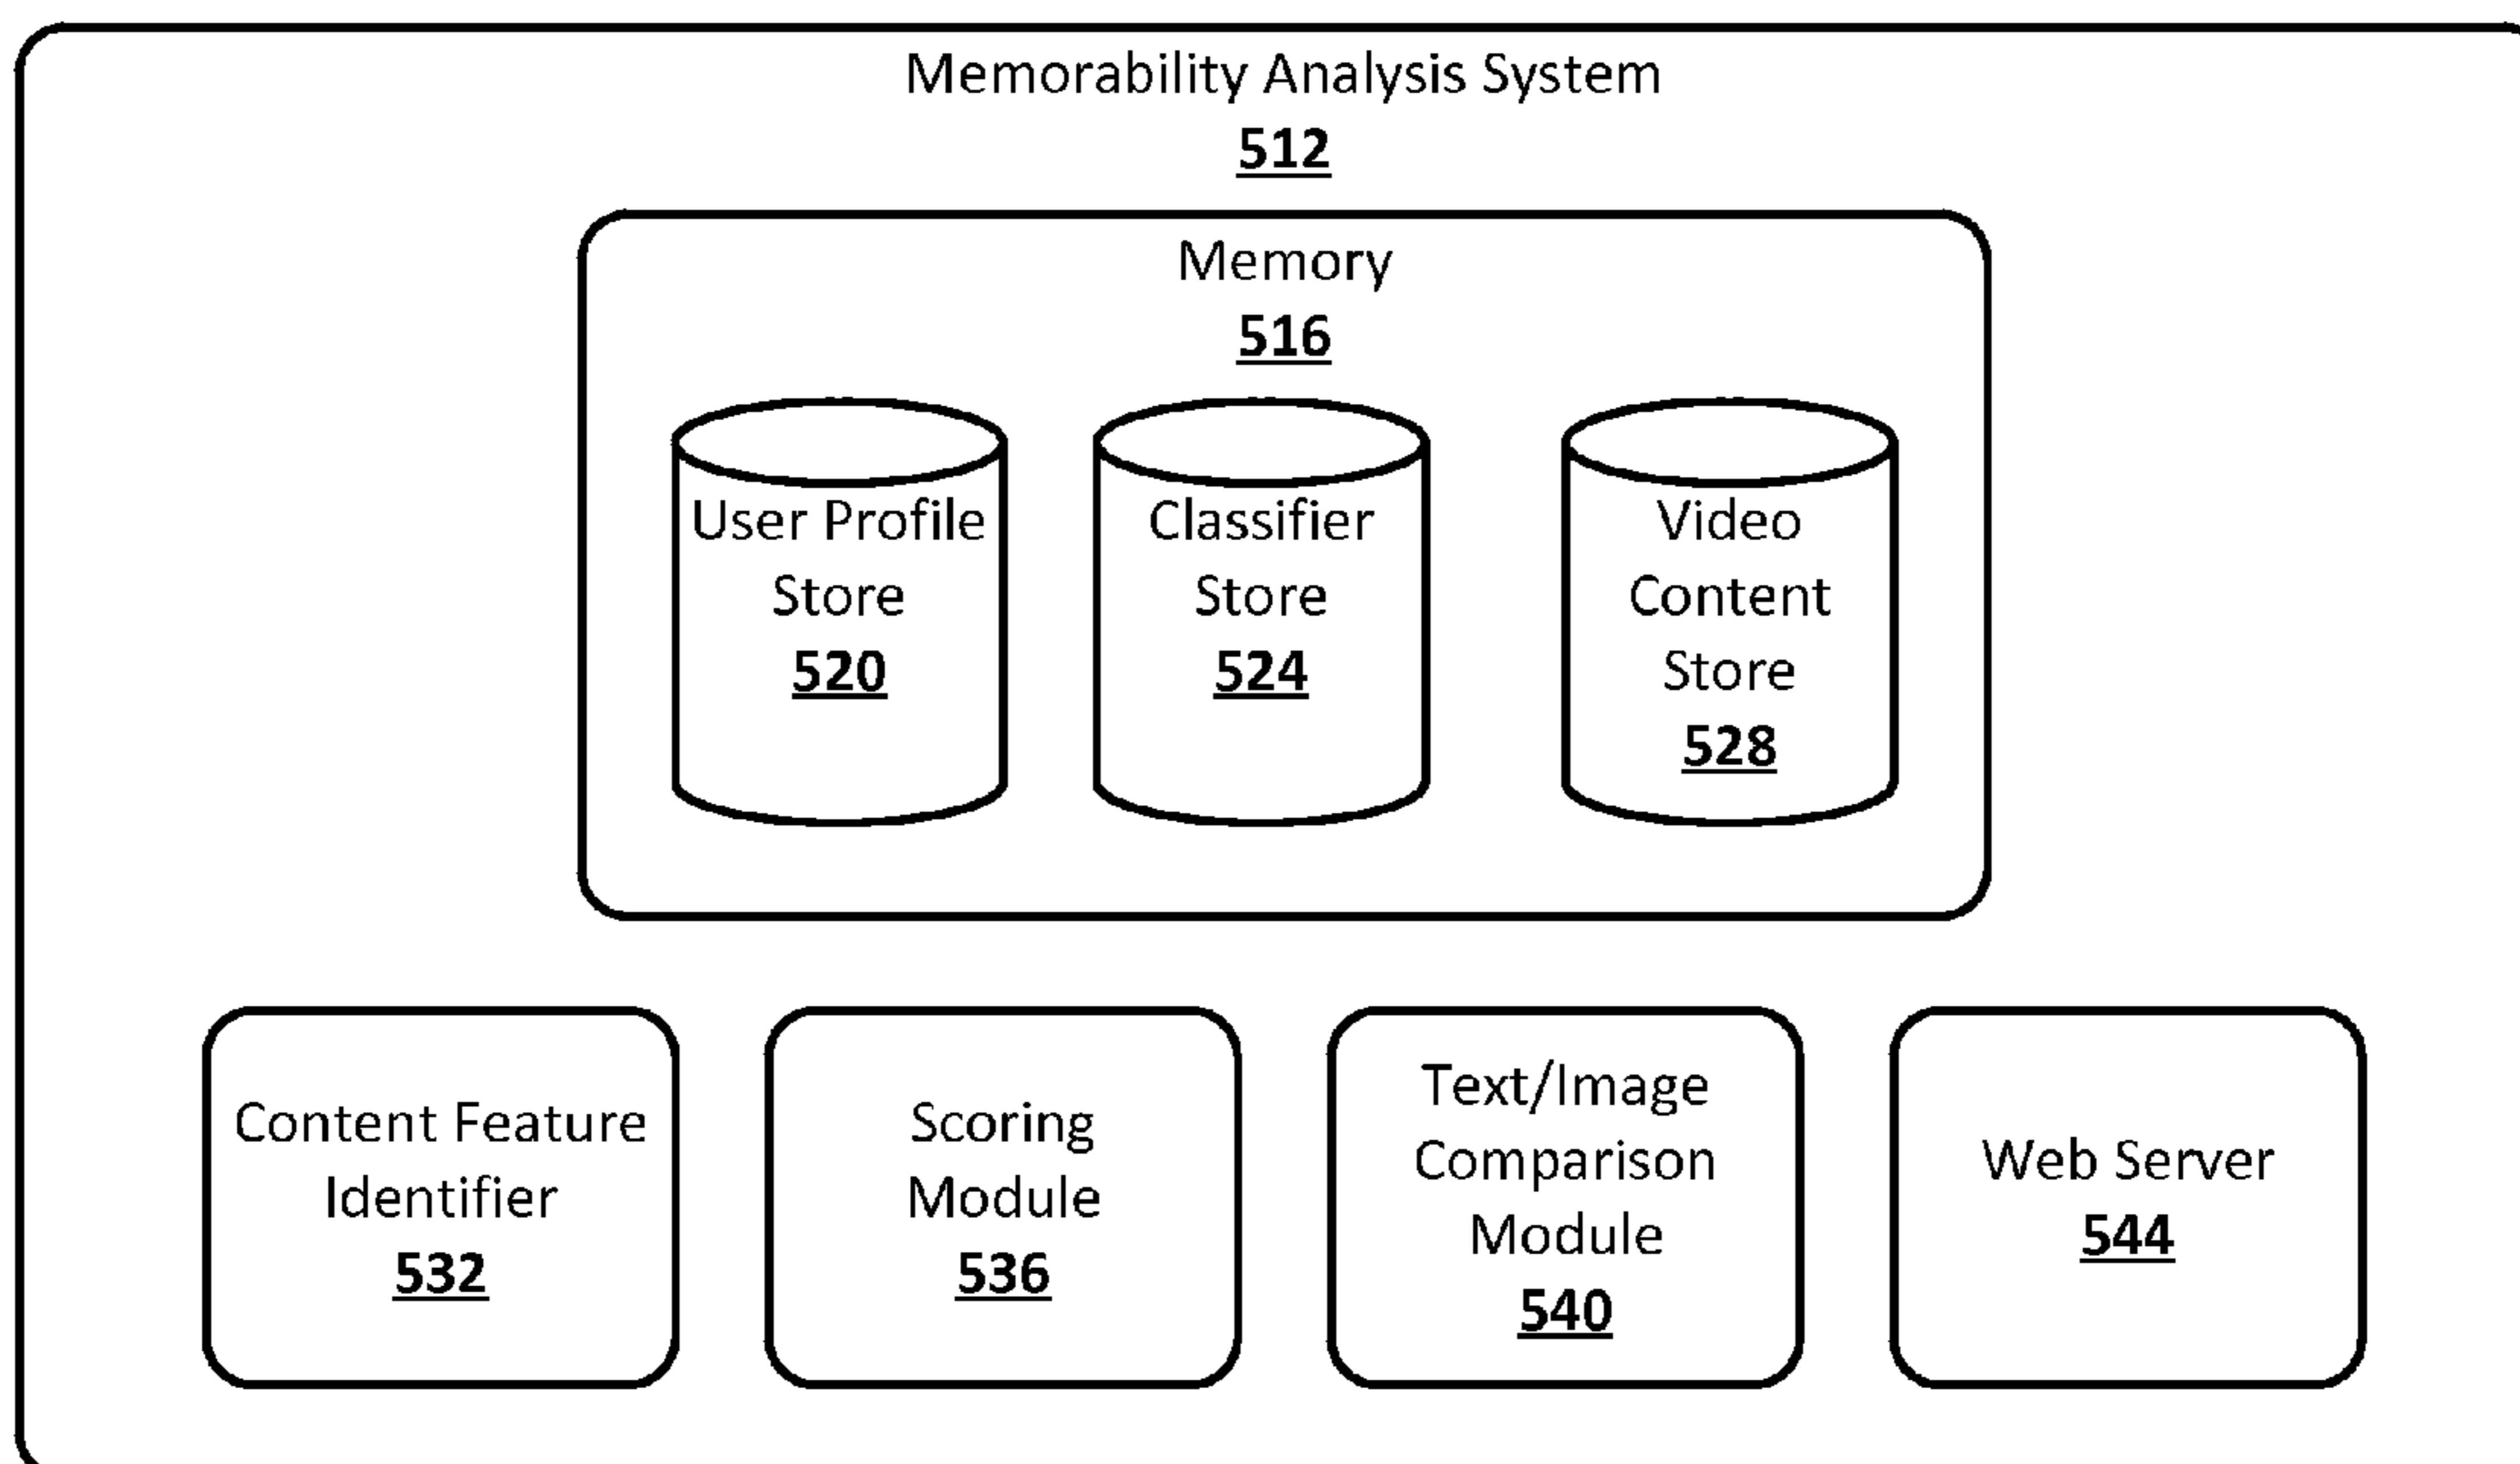 Memorability Analysis System
512
Memory
516
User Profile
Store
520
Classifier
Store
524
Video
Content
Store
528
Content Feature
Identifier
532
Scoring
Module
536
Text/Image
Comparison
Module
540
Web Server
544